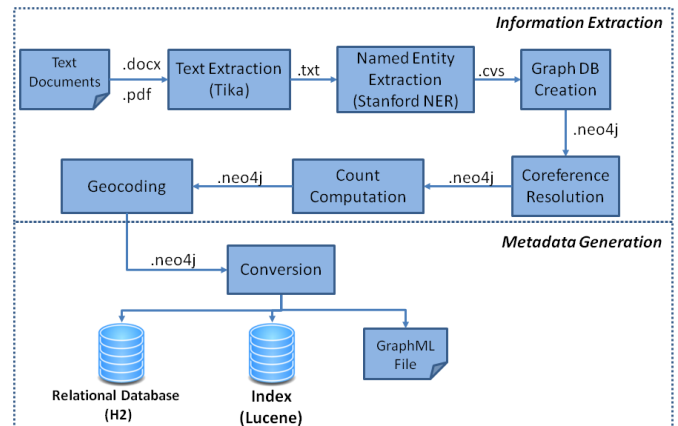 Information Extraction
Text
Documents
.docx
.pdf
Text Extraction
(Tika)
.txt
Named Entity
Extraction
(Stanford NER)
.cvs
Graph DB
Creation
.neo4j
Coreference
Resolution
.neo4j
Count
Computation
.neo4j
Geocoding
Metadada Generation
.neo4j
Conversion
Relational Database
(H2)
Index
(Lucene)
GraphML
File